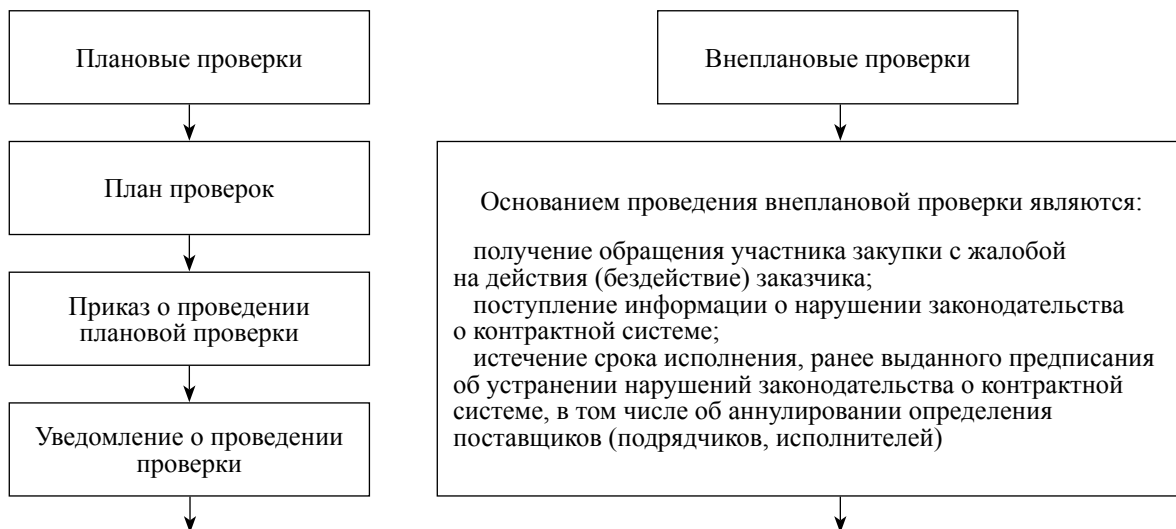 Плановые проверки
План проверок
Приказ о проведении
плановой проверки
Уведомление о проведении
проверки
Внеплановые проверки
Основанием проведения внеплановой проверки являются:
получение обращения участника закупки с жалобой
на действия (бездействие) заказчика;
поступление информации о нарушении законодательства
о контрактной системе;
истечение срока исполнения, ранее выданного предписания
об устранении нарушений законодательства о контрактной
системе, в том числе об аннулировании определения
поставщиков (подрядчиков, исполнителей)